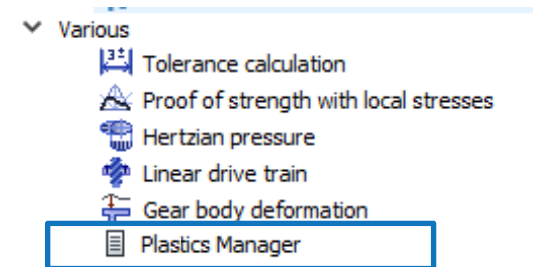 Various
Tolerance calculation
Proof of strength with local stresses
Hertzian pressure
Linear drive train
Gear body deformation
Plastics Manager